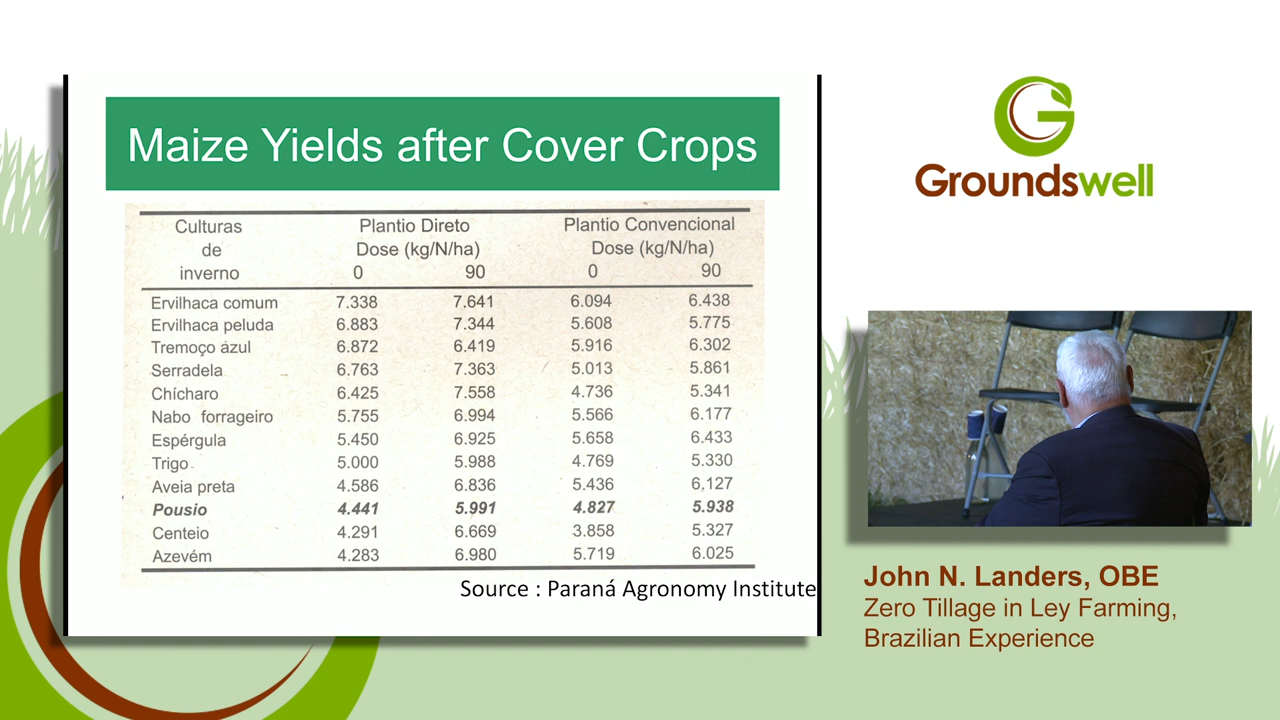 Maize Yields after Cover Crops
Culturas de inverno Plantio Direto Dose (kg/N/ha) Plantio Convencional Dose (kg/N/ha)
0 90 0 90
Ervilhaca comum 7.338 7.641 6.094 6.438
Ervilhaca peluda 6.883 7.344 5.608 5.775
Tremoço azul 6.872 6.419 5.916 6.302
Serradela 6.763 7.363 5.013 5.861
Chícharo 6.425 7.558 4.736 5.341
Nabo forrageiro 5.755 6.994 5.566 6.177
Espérgula 5.450 6.925 5.658 6.433
Trigo 5.000 5.988 4.769 5.330
Aveia preta 4.586 6.836 5.436 6,127
Pousio 4.441 5.991 4.827 5.938
Centeio 4.291 6.669 3.858 5.327
Azevém 4.283 6.980 5.719 6.025
Source : Paraná Agronomy Institute
Groundswell
John N. Landers, OBE
Zero Tillage in Ley Farming,
Brazilian Experience